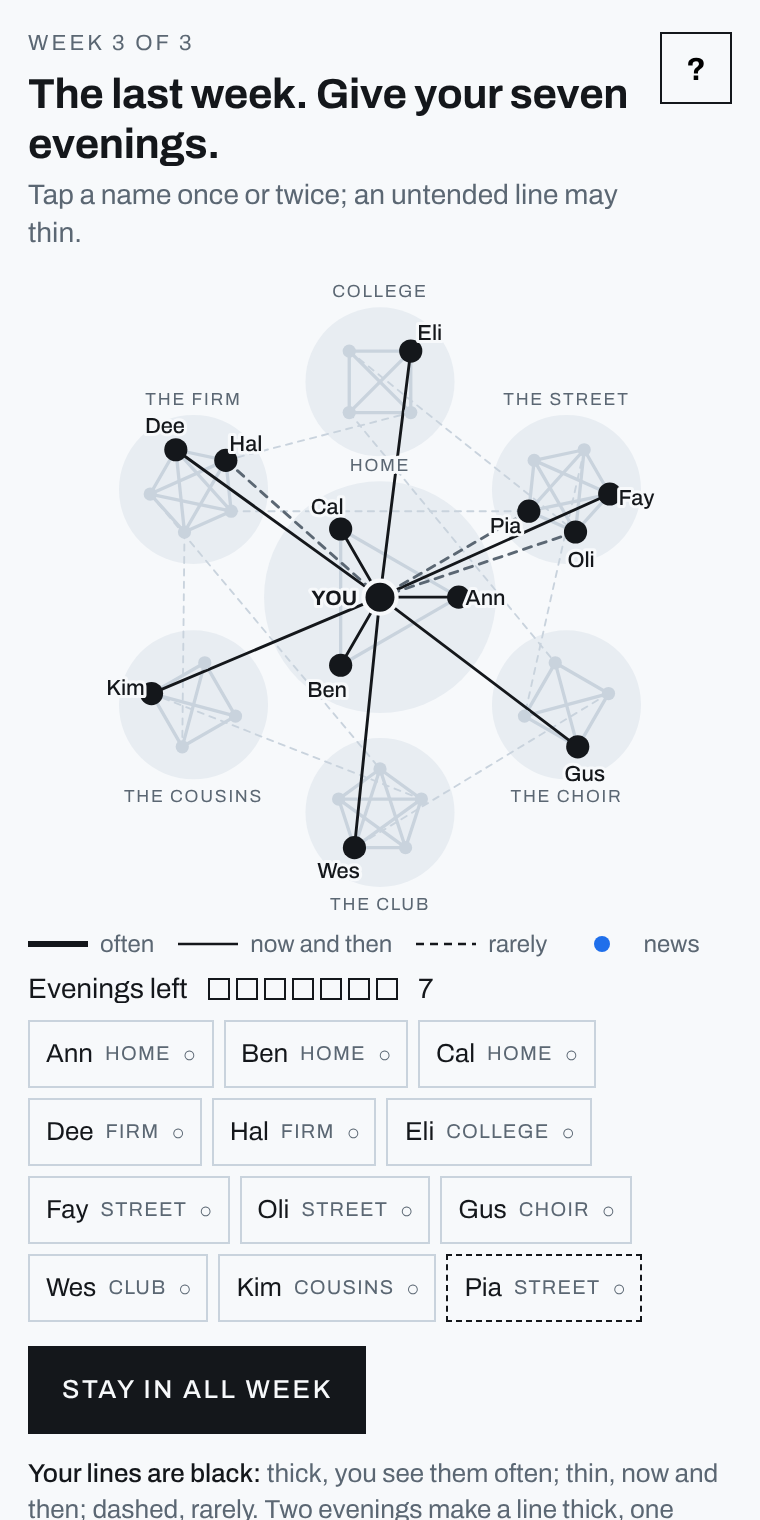 WEEK 3 OF 3
?
The last week. Give your seven
evenings.
Tap a name once or twice; an untended line may
thin.
COLLEGE
Eli
THE FIRM
THE STREET
Dee
Hal
HOME
Cal
Fay
Pia
Oli
YOU
Ann
Kim
Ben
Gus
THE COUSINS
THE CHOIR
Wes
THE CLUB
often now and then rarely news
Evenings left 7
Ann HOME
Ben HOME
Cal HOME
Dee FIRM
Hal FIRM
Eli COLLEGE
Fay STREET
Oli STREET
Gus CHOIR
Wes CLUB
Kim COUSINS
Pia STREET
STAY IN ALL WEEK
Your lines are black: thick, you see them often; thin, now and
then; dashed, rarely. Two evenings make a line thick, one